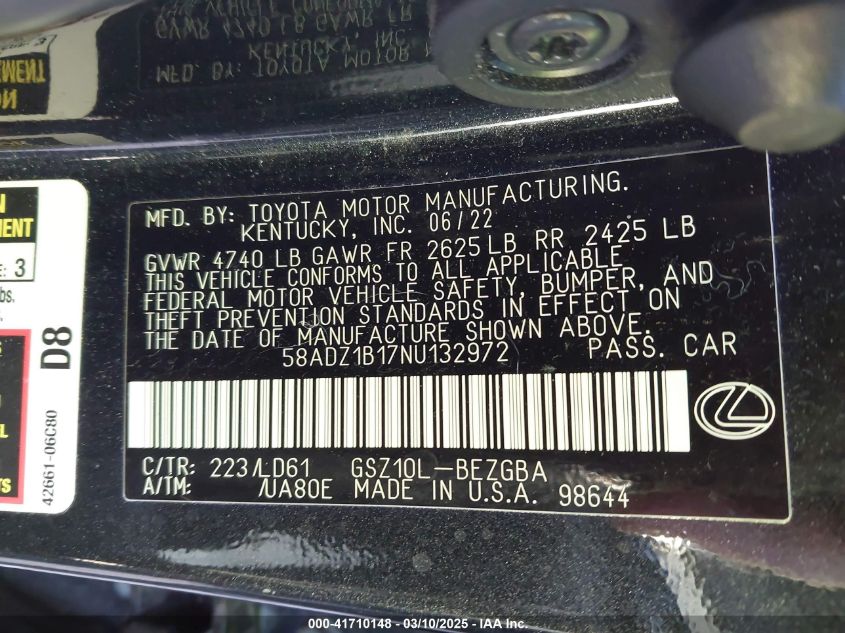 MFD. BY: TOYOTA MOTOR MANUFACTURING.
KENTUCKY, INC. 06/22
GVWR 4740 LB GAWR FR 2625 LB RR 2425 LB
THIS VEHICLE CONFORMS TO ALL APPLICABLE
FEDERAL MOTOR VEHICLE SAFETY, BUMPER, AND
THEFT PREVENTION STANDARDS IN EFFECT ON
THE DATE OF MANUFACTURE SHOWN ABOVE.
58ADZ1B17NU132972 PASS. CAR
C/TR: 223/LD61 GSZ10L-BEZGBA
A/TM: /UA80E MADE IN U.S.A. 98644
3
D8
42661-06C80
000-41710148 - 03/10/2025 - IAA Inc.